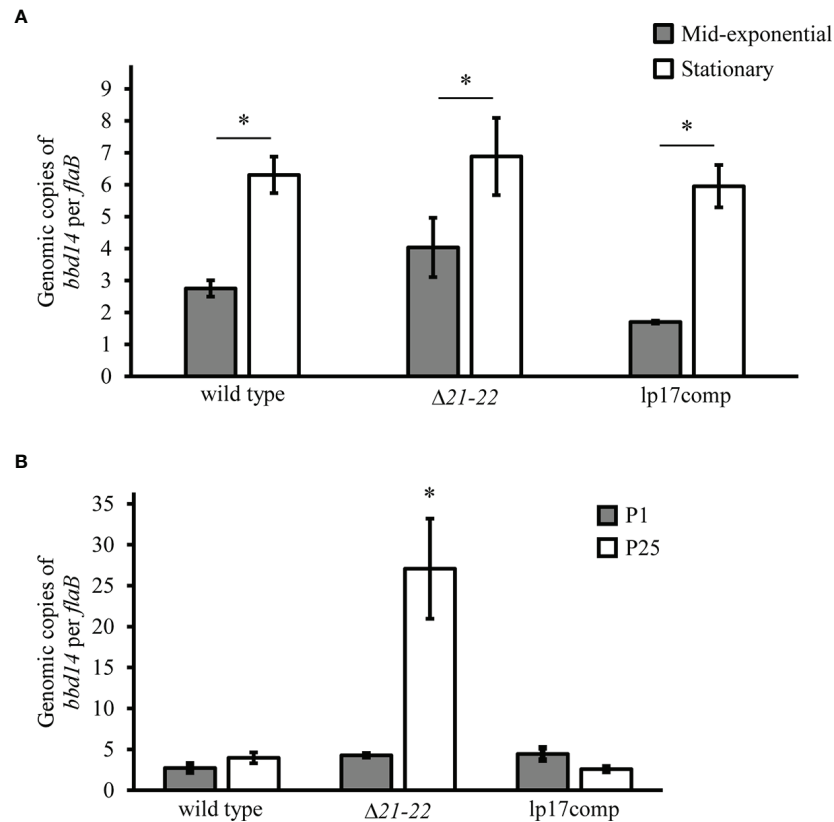 A
Mid-exponential
Stationary
Genomic copies of
bbd14 per flaB
9
8
7
6
5
4
3
2
1
0
*
*
*
wild type
Δ21-22
lp17comp
B
P1
P25
Genomic copies of
bbd14 per flaB
35
30
25
20
15
10
5
0
*
wild type
Δ21-22
lp17comp